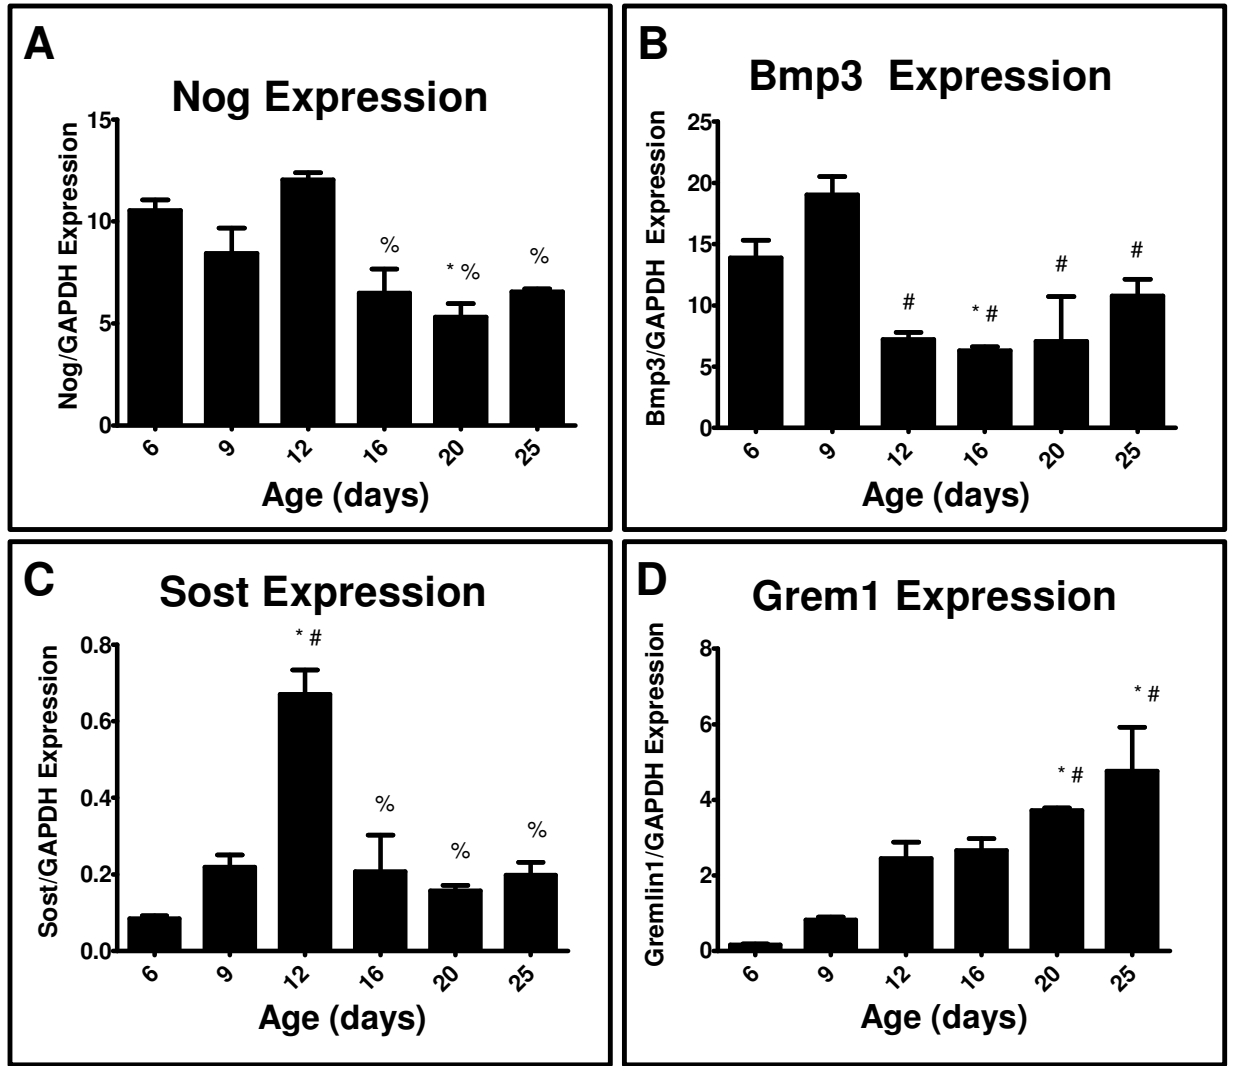 A
Nog Expression
Nog/GAPDH Expression
15
10
5
0
%
* %
%
6 9 12 16 20 25
Age (days)
B
Bmp3 Expression
Bmp3/GAPDH Expression
25
20
15
10
5
0
#
* #
#
#
6 9 12 16 20 25
Age (days)
C
Sost Expression
Sost/GAPDH Expression
0.8
0.6
0.4
0.2
0.0
* #
%
%
%
6 9 12 16 20 25
Age (days)
D
Grem1 Expression
Gremlin1/GAPDH Expression
8
6
4
2
0
* #
* #
6 9 12 16 20 25
Age (days)